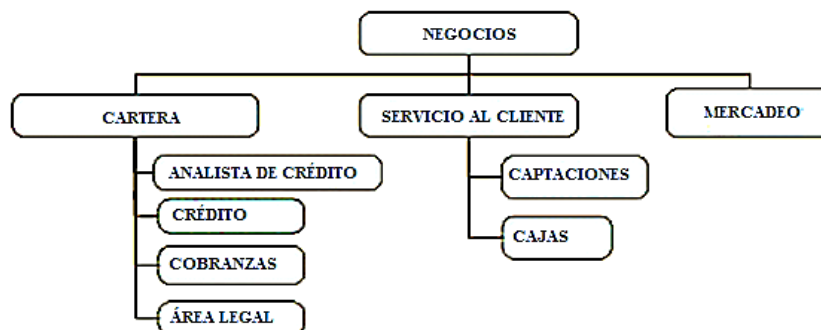 NEGOCIOS
CARTERA
SERVICIO AL CLIENTE
MERCADEO
ANALISTA DE CRÉDITO
CRÉDITO
COBRANZAS
ÁREA LEGAL
CAPTACIONES
CAJAS